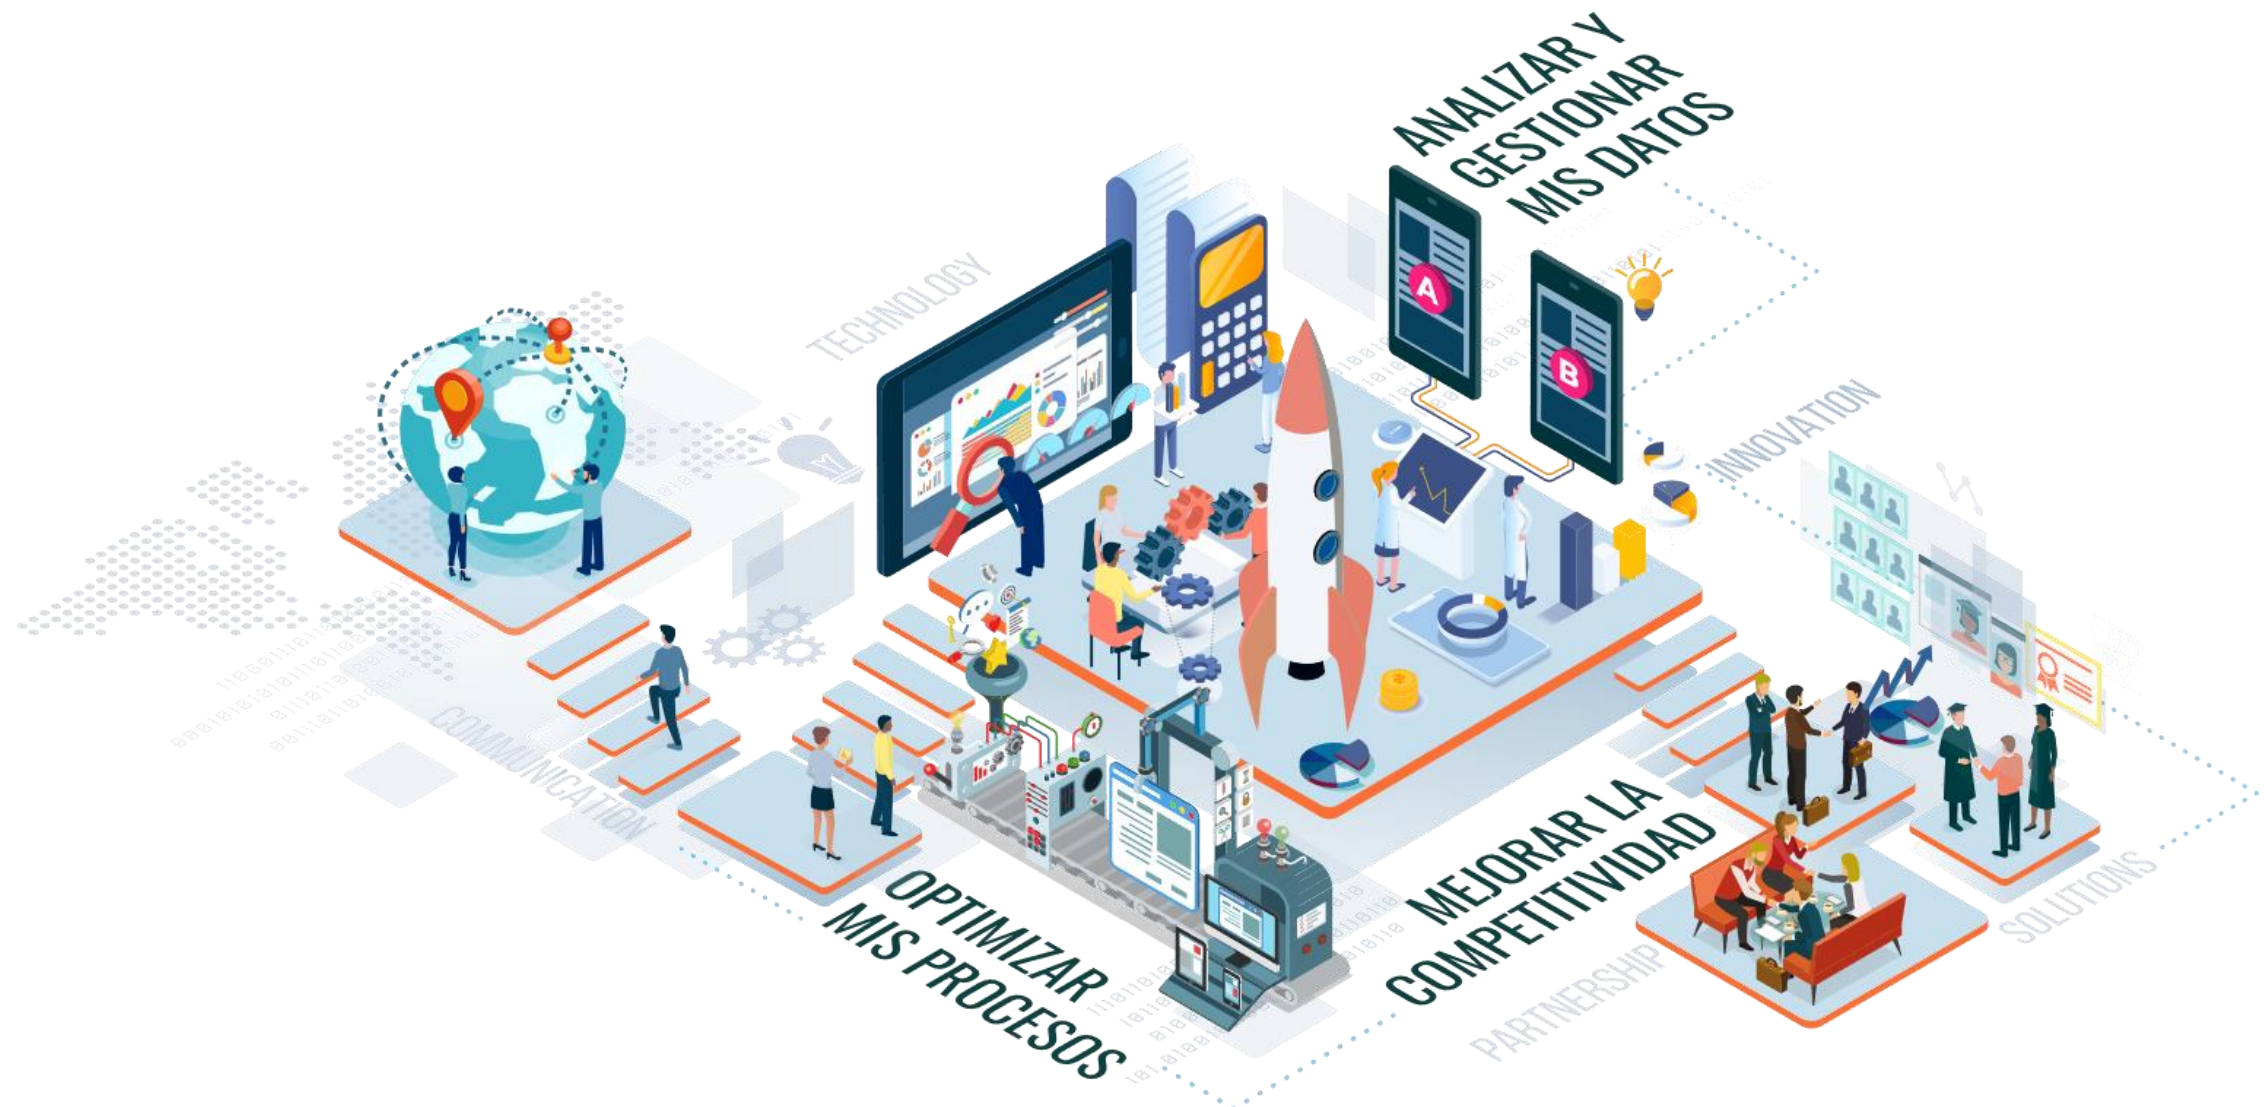 ANALIZAR Y
GESTIONAR
MIS DATOS
TECHNOLOGY
A
B
INNOVATION
COMMUNICATION
OPTIMIZAR
MIS PROCESOS
MEJORAR LA
COMPETITIVIDAD
SOLUTIONS
PARTNERSHIP